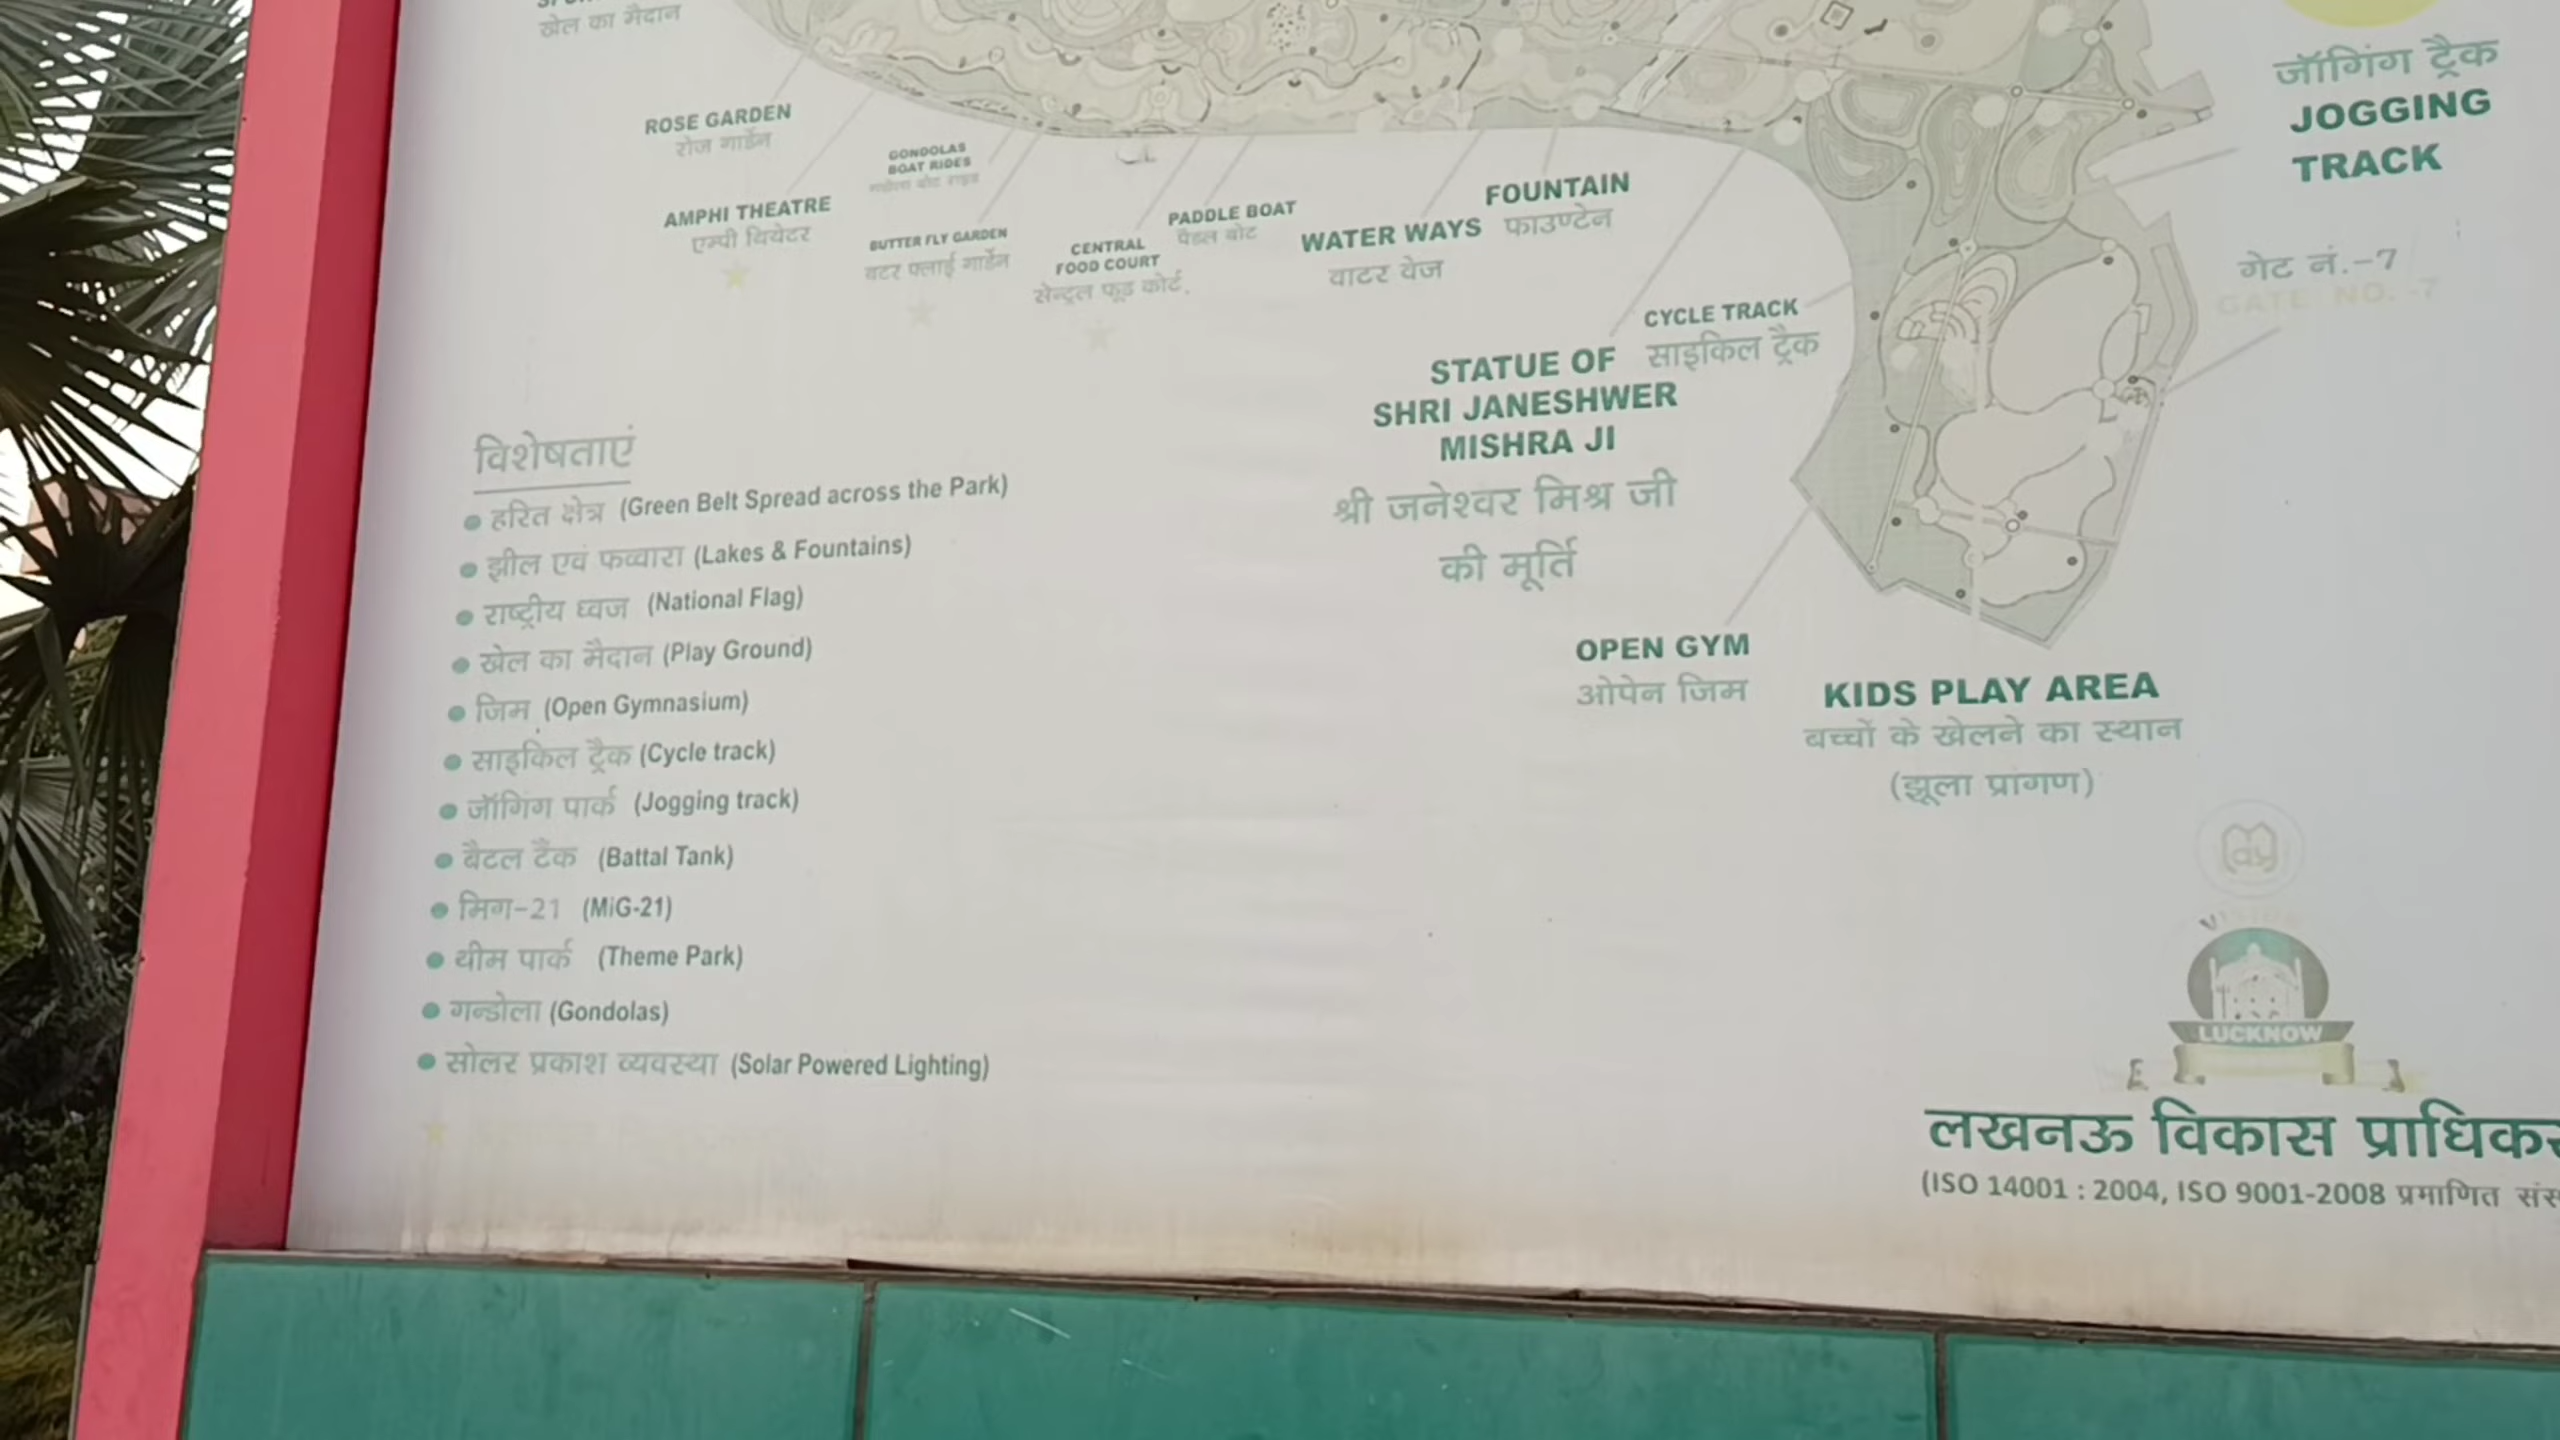 खेल का मैदान
ROSE GARDEN
रोज गार्डेन
AMPHI THEATRE
एम्पी थियेटर
GONDOLAS
BOAT RIDES
बोट राइड
BUTTER FLY GARDEN
बटर फ्लाई गार्डेन
CENTRAL
FOOD COURT
सेन्ट्रल फूड कोर्ट.
PADDLE BOAT
पैडल बोट
WATER WAYS
वाटर वेज
FOUNTAIN
फाउण्टेन
CYCLE TRACK
साइकिल ट्रैक
STATUE OF
SHRI JANESHWER
MISHRA JI
श्री जनेश्वर मिश्र जी
की मूर्ति
जॉगिंग ट्रैक
JOGGING
TRACK
गेट नं.-7
GATE NO. -7
OPEN GYM
ओपेन जिम
KIDS PLAY AREA
बच्चों के खेलने का स्थान
(झूला प्रांगण)
विशेषताएं
हरित क्षेत्र (Green Belt Spread across the Park)
झील एवं फव्वारा (Lakes & Fountains)
राष्ट्रीय ध्वज (National Flag)
खेल का मैदान (Play Ground)
जिम (Open Gymnasium)
साइकिल ट्रैक (Cycle track)
जॉगिंग पार्क (Jogging track)
बैटल टैंक (Battal Tank)
मिग-21 (MiG-21)
थीम पार्क (Theme Park)
गन्डोला (Gondolas)
सोलर प्रकाश व्यवस्था (Solar Powered Lighting)
LUCKNOW
लखनऊ विकास
(ISO 14001 : 2004, ISO 9001-2008 प्रमाणित